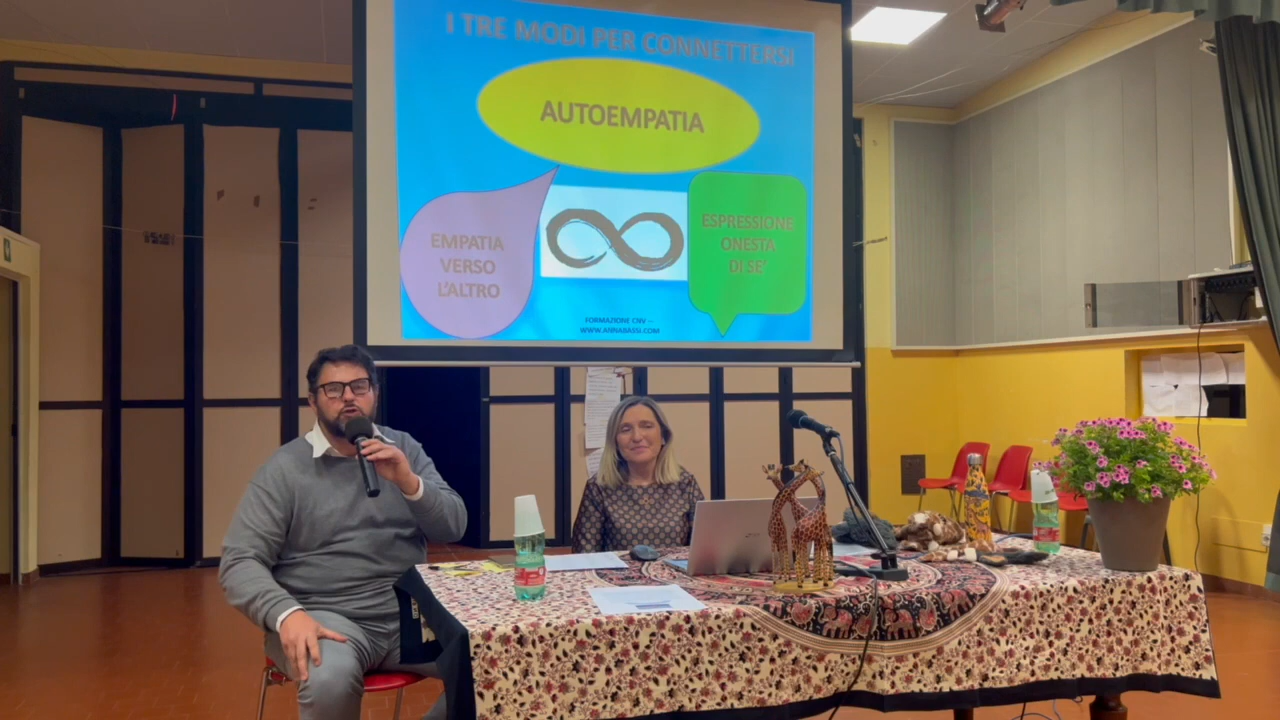 I TRE MODI PER CONNETTERSI
AUTOEMPATIA
EMPATIA
VERSO
L'ALTRO
ESPRESSIONE
ONESTA
DI SE'
FORMAZIONE CNV –
WWW.ANNABASSI.COM